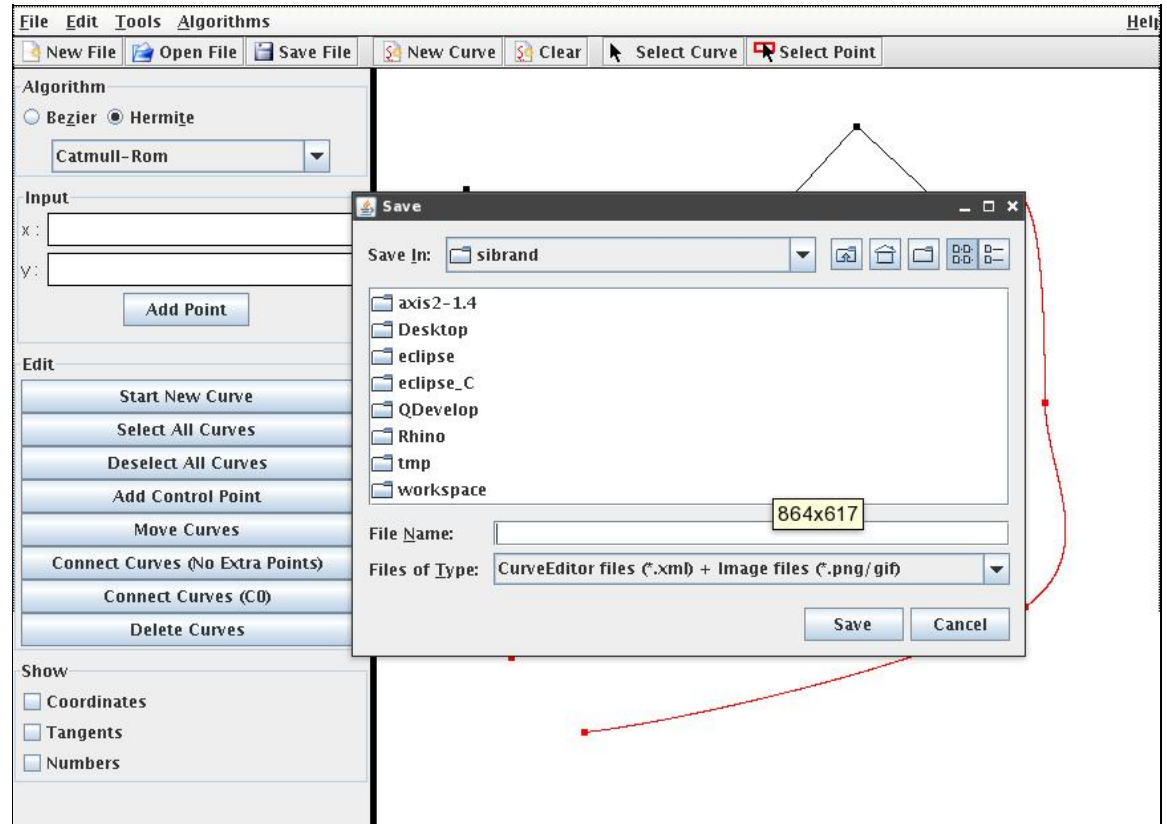 File Edit Tools Algorithms Help
New File Open File Save File New Curve Clear Select Curve Select Point
Algorithm
Bezier Hermite
Catmull-Rom
Input
x :
y :
Add Point
Edit
Start New Curve
Select All Curves
Deselect All Curves
Add Control Point
Move Curves
Connect Curves (No Extra Points)
Connect Curves (C0)
Delete Curves
Show
Coordinates
Tangents
Numbers
Save
Save In: sibrand
axis2-1.4
Desktop
eclipse
eclipse_C
QDevelop
Rhino
tmp
workspace
864x617
File Name:
Files of Type: CurveEditor files (*.xml) + Image files (*.png/gif)
Save Cancel